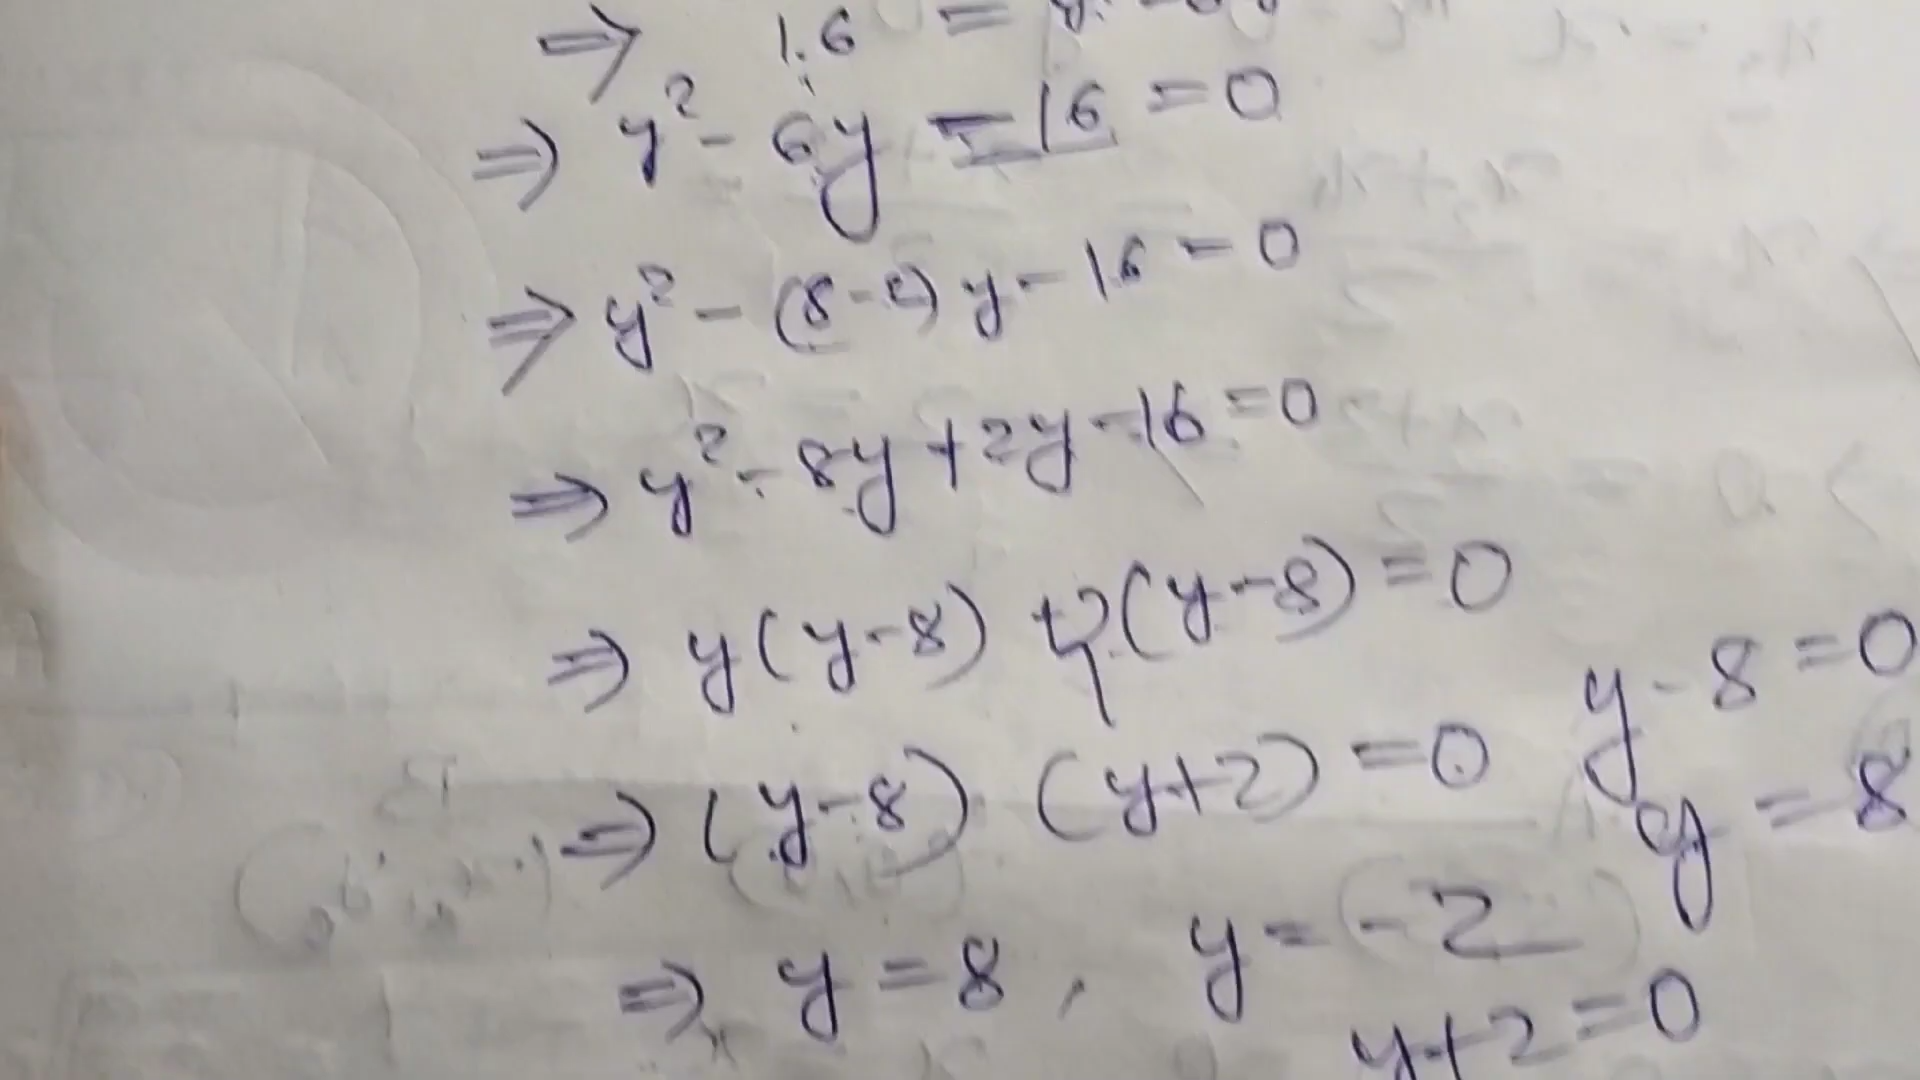 ⇒ 16 =
⇒ y² - 6y - 16 = 0
⇒ y² - (8-2)y - 16 = 0
⇒ y² - 8y + 2y - 16 = 0
⇒ y(y-8) +2(y-8) = 0
⇒ (y-8) (y+2) = 0
y - 8 = 0
y = 8
⇒ y = 8, y = -2
y+2 = 0